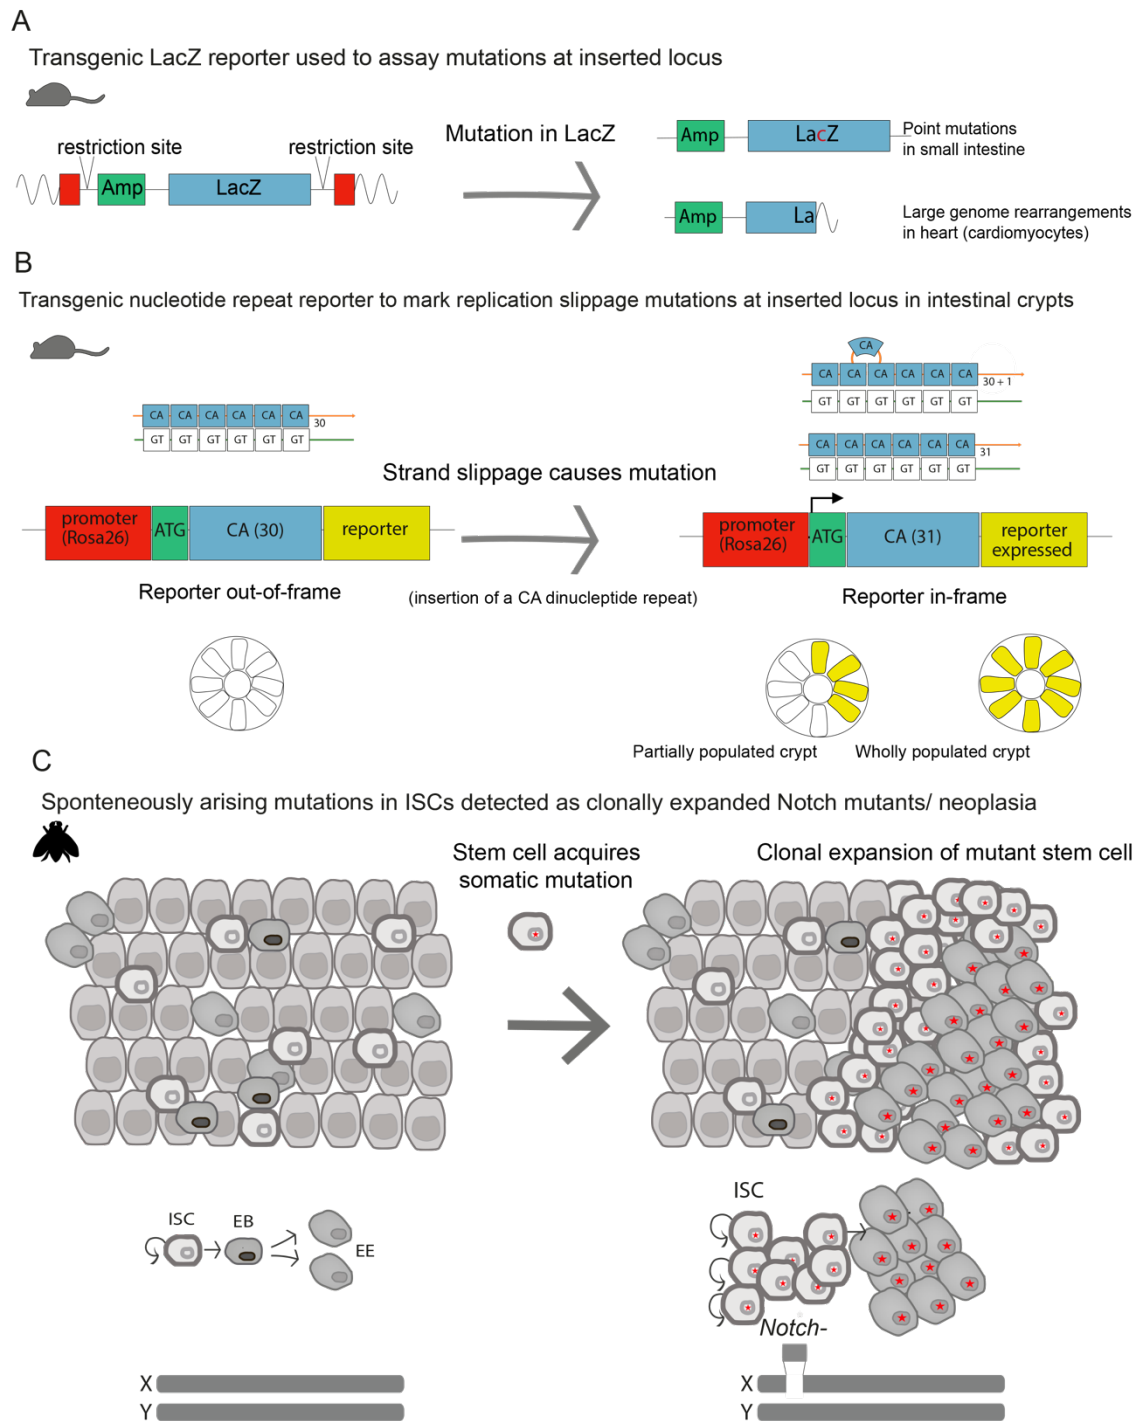 A
Transgenic LacZ reporter used to assay mutations at inserted locus
restriction site
restriction site
Amp
LacZ
Mutation in LacZ
Amp
LacZ
Point mutations
in small intestine
Amp
La
Large genome rearrangements
in heart (cardiomyocytes)
B
Transgenic nucleotide repeat reporter to mark replication slippage mutations at inserted locus in intestinal crypts
CA
CA CA CA CA CA CA
30 + 1
GT GT GT GT GT GT
CA CA CA CA CA CA
30
GT GT GT GT GT GT
CA CA CA CA CA CA
31
GT GT GT GT GT GT
Strand slippage causes mutation
promoter
(Rosa26)
ATG
CA (30)
reporter
promoter
(Rosa26)
ATG
CA (31)
reporter
expressed
Reporter out-of-frame
(insertion of a CA dinucleptide repeat)
Reporter in-frame
Partially populated crypt
Wholly populated crypt
C
Sponteneously arising mutations in ISCs detected as clonally expanded Notch mutants/ neoplasia
Stem cell acquires
somatic mutation
Clonal expansion of mutant stem cell
ISC
EB
EE
ISC
Notch-
X
Y
X
Y